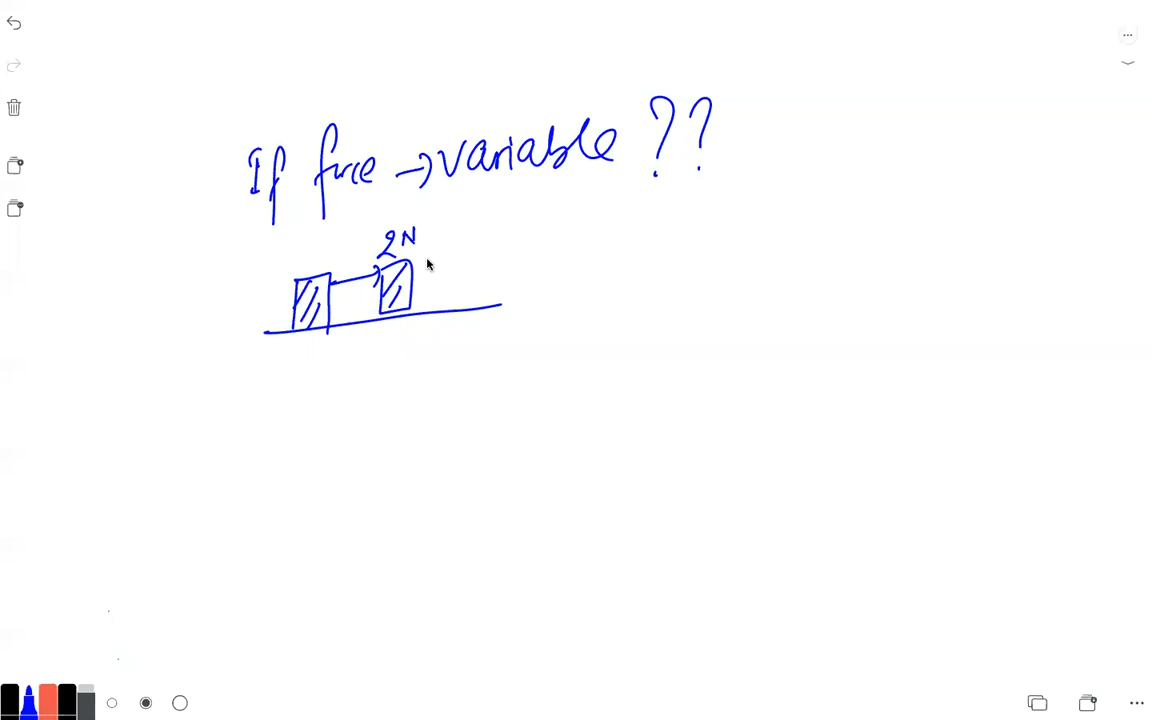 If force → variable ??
2N